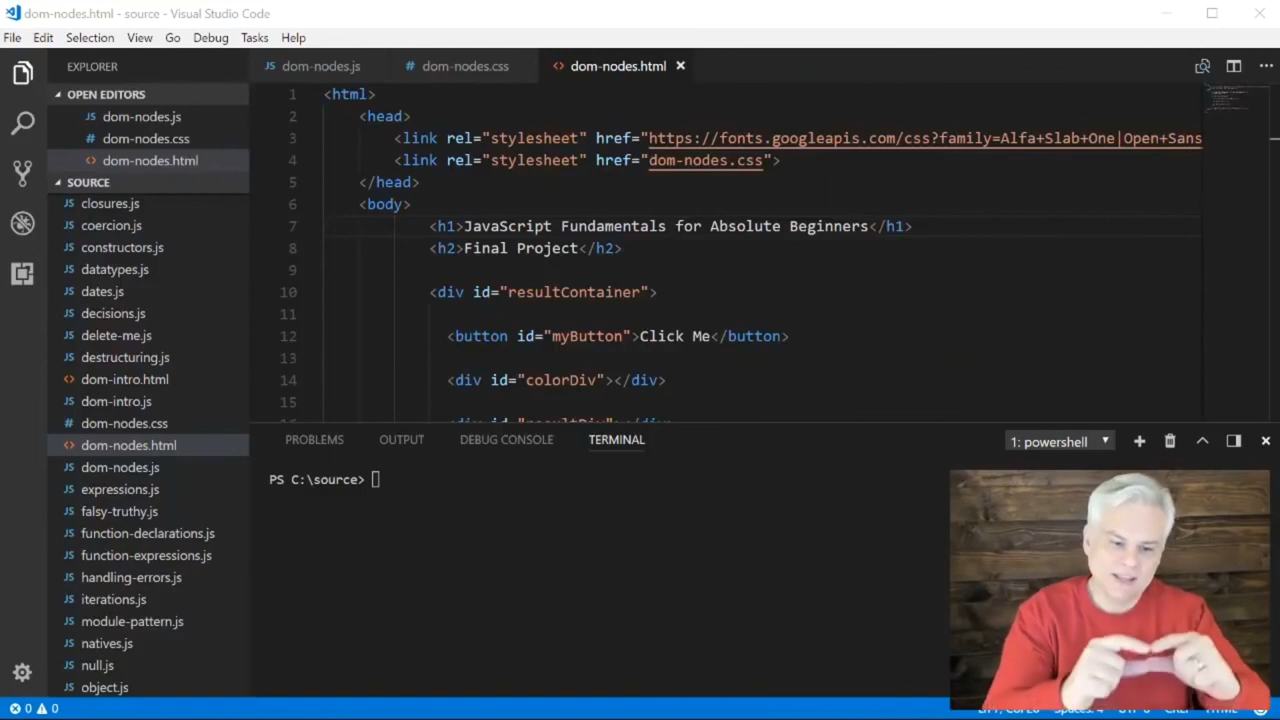 dom-nodes.html - source - Visual Studio Code
File Edit Selection View Go Debug Tasks Help
EXPLORER
OPEN EDITORS
dom-nodes.js
dom-nodes.css
dom-nodes.html
SOURCE
closures.js
coercion.js
constructors.js
datatypes.js
dates.js
decisions.js
delete-me.js
destructuring.js
dom-intro.html
dom-intro.js
dom-nodes.css
dom-nodes.html
dom-nodes.js
expressions.js
falsy-truthy.js
function-declarations.js
function-expressions.js
handling-errors.js
iterations.js
module-pattern.js
natives.js
null.js
object.js
dom-nodes.js dom-nodes.css dom-nodes.html
1 <html>
2 <head>
3 <link rel="stylesheet" href="https://fonts.googleapis.com/css?family=Alfa+Slab+One|Open+Sans
4 <link rel="stylesheet" href="dom-nodes.css">
5 </head>
6 <body>
7 <h1>JavaScript Fundamentals for Absolute Beginners</h1>
8 <h2>Final Project</h2>
9
10 <div id="resultContainer">
11
12 <button id="myButton">Click Me</button>
13
14 <div id="colorDiv"></div>
15
PROBLEMS OUTPUT DEBUG CONSOLE TERMINAL 1: powershell
PS C:\source>
0 0